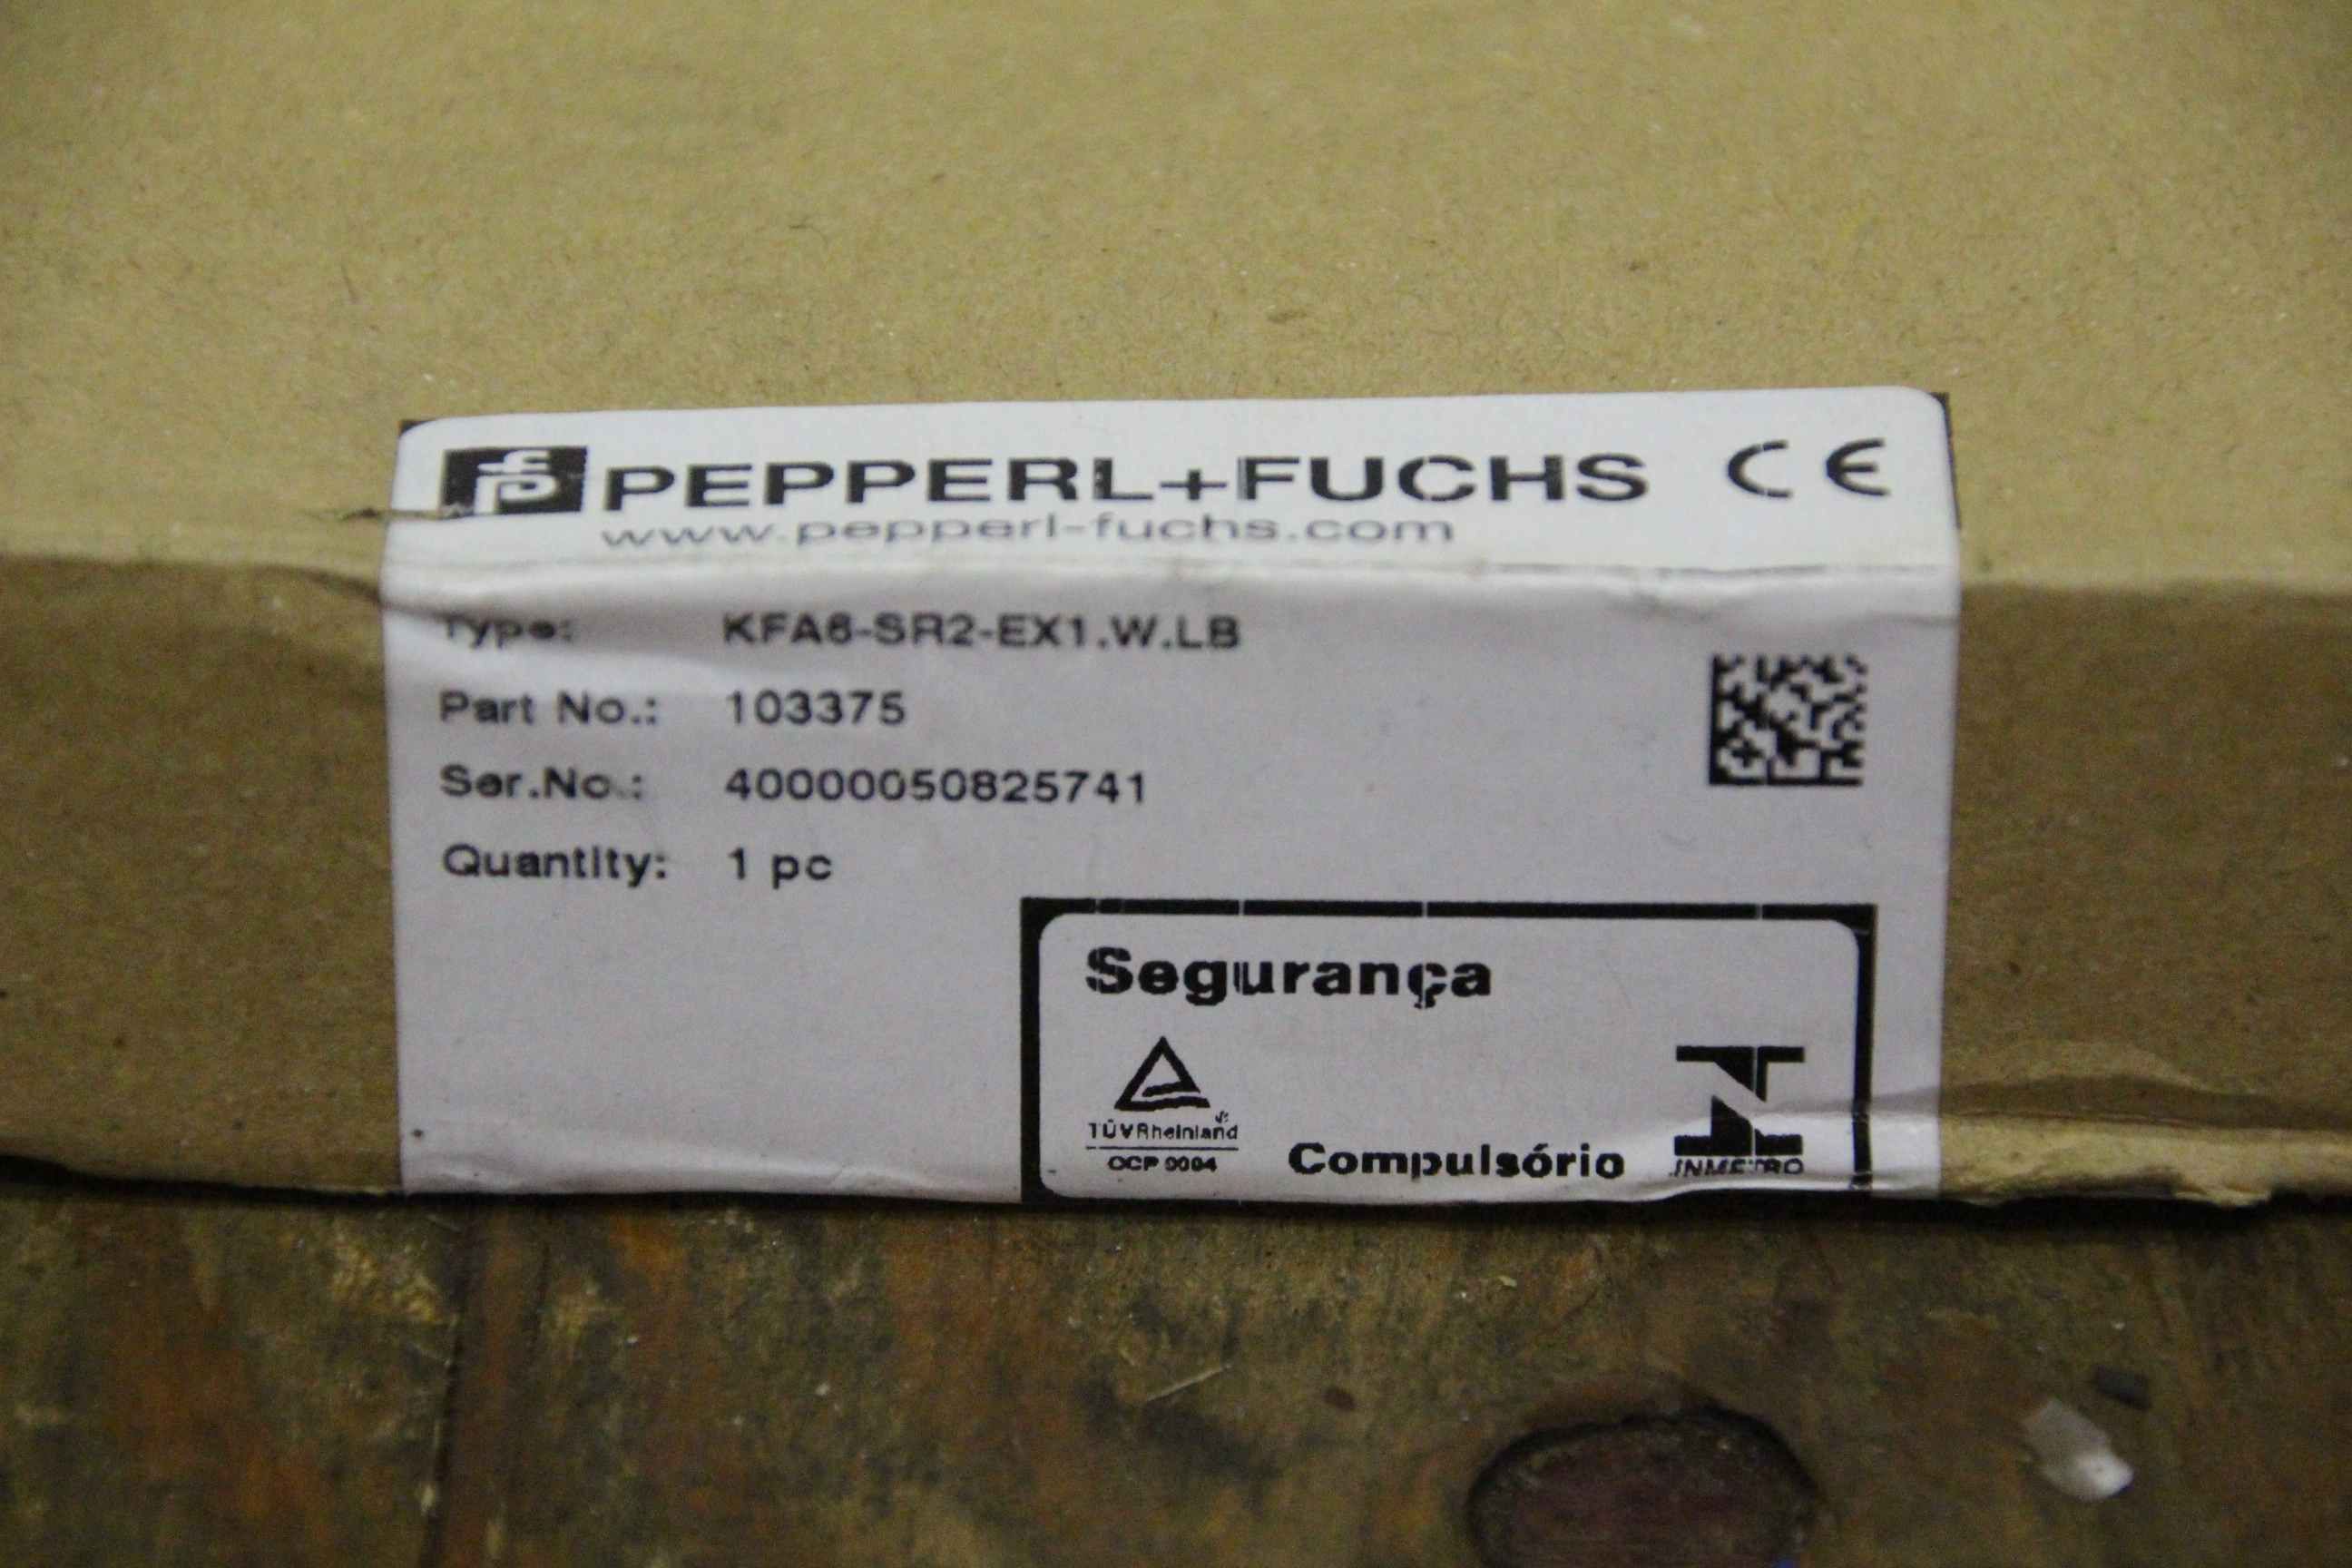 PEPPERL+FUCHS CE
www.pepperl-fuchs.com
Type: KFA6-SR2-EX1.W.LB
Part No.: 103375
Ser.No.: 40000050825741
Quantity: 1 pc
Segurança
TÜVRheinland
OCP 0004
Compulsório
INMETRO